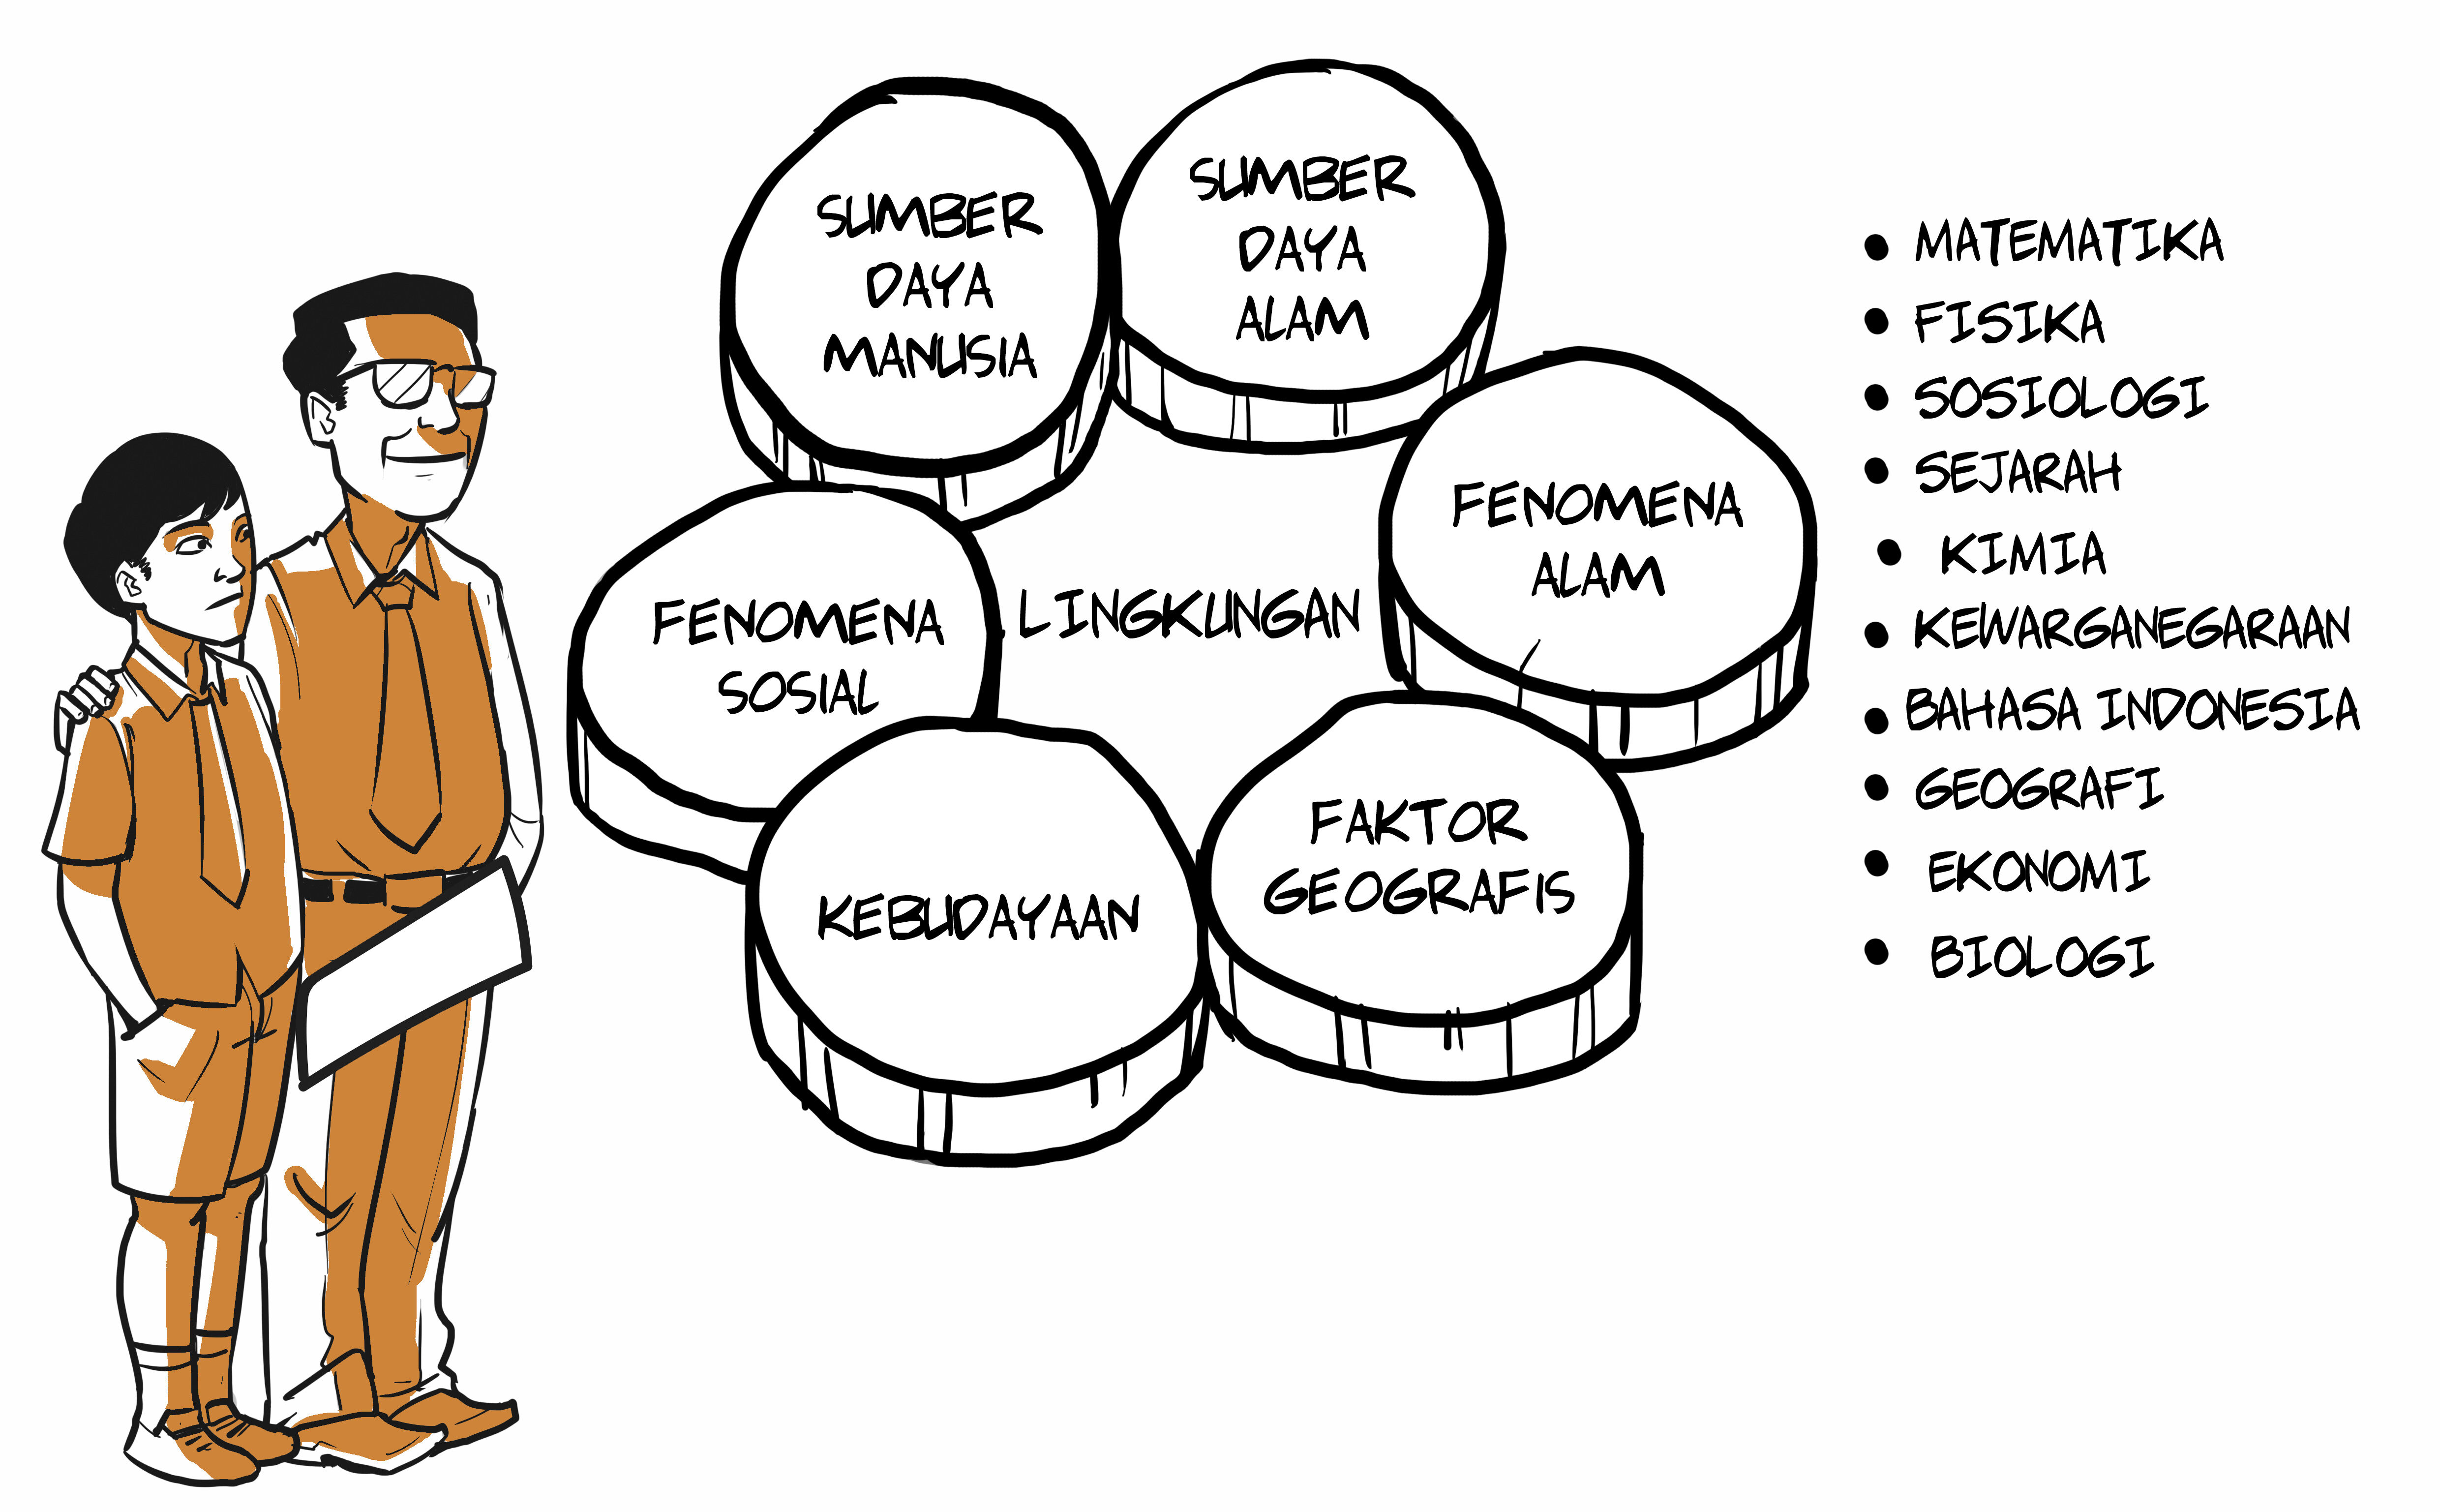 SUMBER
DAYA
MANUSIA
SUMBER
DAYA
ALAM
FENOMENA
ALAM
FENOMENA
SOSIAL
LINGKUNGAN
KEBUDAYAAN
FAKTOR
GEOGRAFIS
• MATEMATIKA
• FISIKA
• SOSIOLOGI
• SEJARAH
• KIMIA
• KEWARGANEGARAAN
• BAHASA INDONESIA
• GEOGRAFI
• EKONOMI
• BIOLOGI